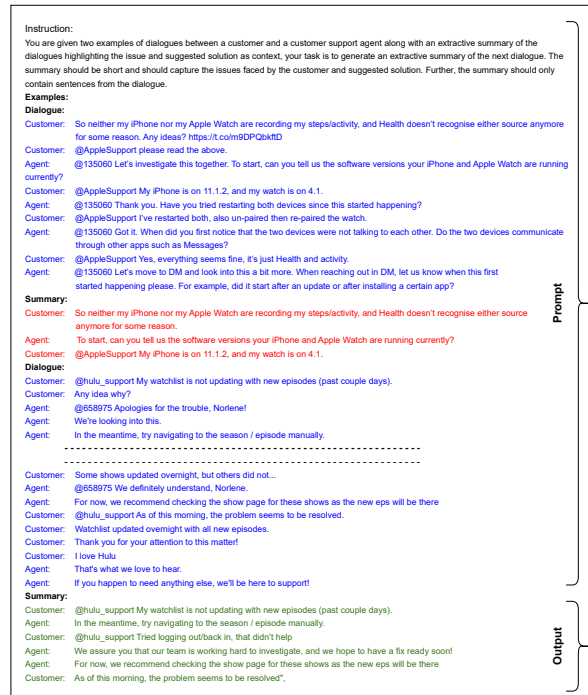 Instruction:
You are given two examples of dialogues between a customer and a customer support agent along with an extractive summary of the
dialogues highlighting the issue and suggested solution as context, your task is to generate an extractive summary of the next dialogue. The
summary should be short and should capture the issues faced by the customer and suggested solution. Further, the summary should only
contain sentences from the dialogue.
Examples:
Dialogue:
Customer: So neither my iPhone nor my Apple Watch are recording my steps/activity, and Health doesn't recognise either source anymore
for some reason. Any ideas? https://t.co/m9DPQbkftD
Customer: @AppleSupport please read the above.
Agent: @135060 Let's investigate this together. To start, can you tell us the software versions your iPhone and Apple Watch are running
currently?
Customer: @AppleSupport My iPhone is on 11.1.2, and my watch is on 4.1.
Agent: @135060 Thank you. Have you tried restarting both devices since this started happening?
Customer: @AppleSupport I've restarted both, also un-paired then re-paired the watch.
Agent: @135060 Got it. When did you first notice that the two devices were not talking to each other. Do the two devices communicate
through other apps such as Messages?
Customer: @AppleSupport Yes, everything seems fine, it's just Health and activity.
Agent: @135060 Let's move to DM and look into this a bit more. When reaching out in DM, let us know when this first
started happening please. For example, did it start after an update or after installing a certain app?
Summary:
Customer: So neither my iPhone nor my Apple Watch are recording my steps/activity, and Health doesn't recognise either source
anymore for some reason.
Agent: To start, can you tell us the software versions your iPhone and Apple Watch are running currently?
Customer: @AppleSupport My iPhone is on 11.1.2, and my watch is on 4.1.
Dialogue:
Customer: @hulu_support My watchlist is not updating with new episodes (past couple days).
Customer: Any idea why?
Agent: @658975 Apologies for the trouble, Norlene!
Agent: We're looking into this.
Agent: In the meantime, try navigating to the season / episode manually.
Customer: Some shows updated overnight, but others did not...
Agent: @658975 We definitely understand, Norlene.
Agent: For now, we recommend checking the show page for these shows as the new eps will be there
Customer: @hulu_support As of this morning, the problem seems to be resolved.
Customer: Watchlist updated overnight with all new episodes.
Customer: Thank you for your attention to this matter!
Customer: I love Hulu
Agent: That's what we love to hear.
Agent: If you happen to need anything else, we'll be here to support!
Summary:
Customer: @hulu_support My watchlist is not updating with new episodes (past couple days).
Agent: In the meantime, try navigating to the season / episode manually.
Customer: @hulu_support Tried logging out/back in, that didn't help
Agent: We assure you that our team is working hard to investigate, and we hope to have a fix ready soon!
Agent: For now, we recommend checking the show page for these shows as the new eps will be there
Customer: As of this morning, the problem seems to be resolved",
Prompt
Output